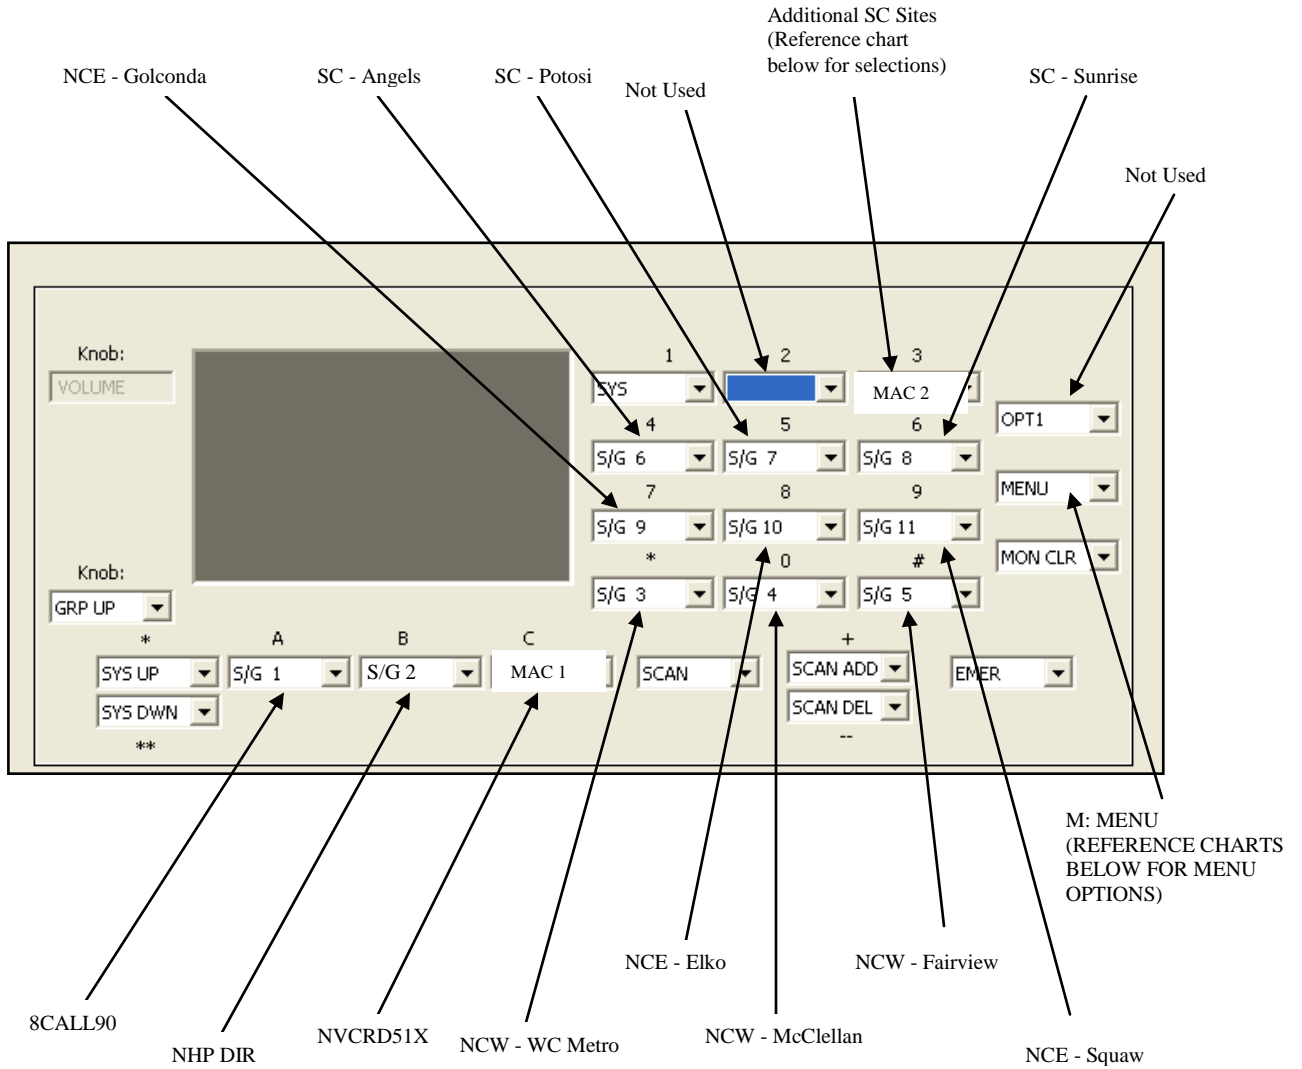 Additional SC Sites
(Reference chart
below for selections)
NCE - Golconda
SC - Angels
SC - Potosi
Not Used
SC - Sunrise
Not Used
Knob:
VOLUME
1
2
3
SYS
MAC 2
OPT1
4
5
6
S/G 6
S/G 7
S/G 8
7
8
9
MENU
S/G 9
S/G 10
S/G 11
*
0
#
MON CLR
Knob:
GRP UP
S/G 3
S/G 4
S/G 5
*
A
B
C
+
SYS UP
S/G 1
S/G 2
MAC 1
SCAN
SCAN ADD
EMER
SYS DWN
SCAN DEL
**
--
M: MENU
(REFERENCE CHARTS
BELOW FOR MENU
OPTIONS)
NCE - Elko
NCW - Fairview
8CALL90
NHP DIR
NVCRD51X
NCW - WC Metro
NCW - McClellan
NCE - Squaw